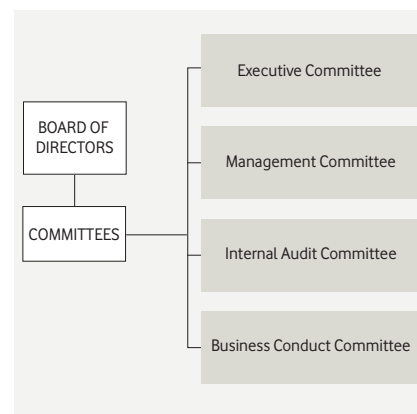 BOARD OF
DIRECTORS
COMMITTEES
Executive Committee
Management Committee
Internal Audit Committee
Business Conduct Committee